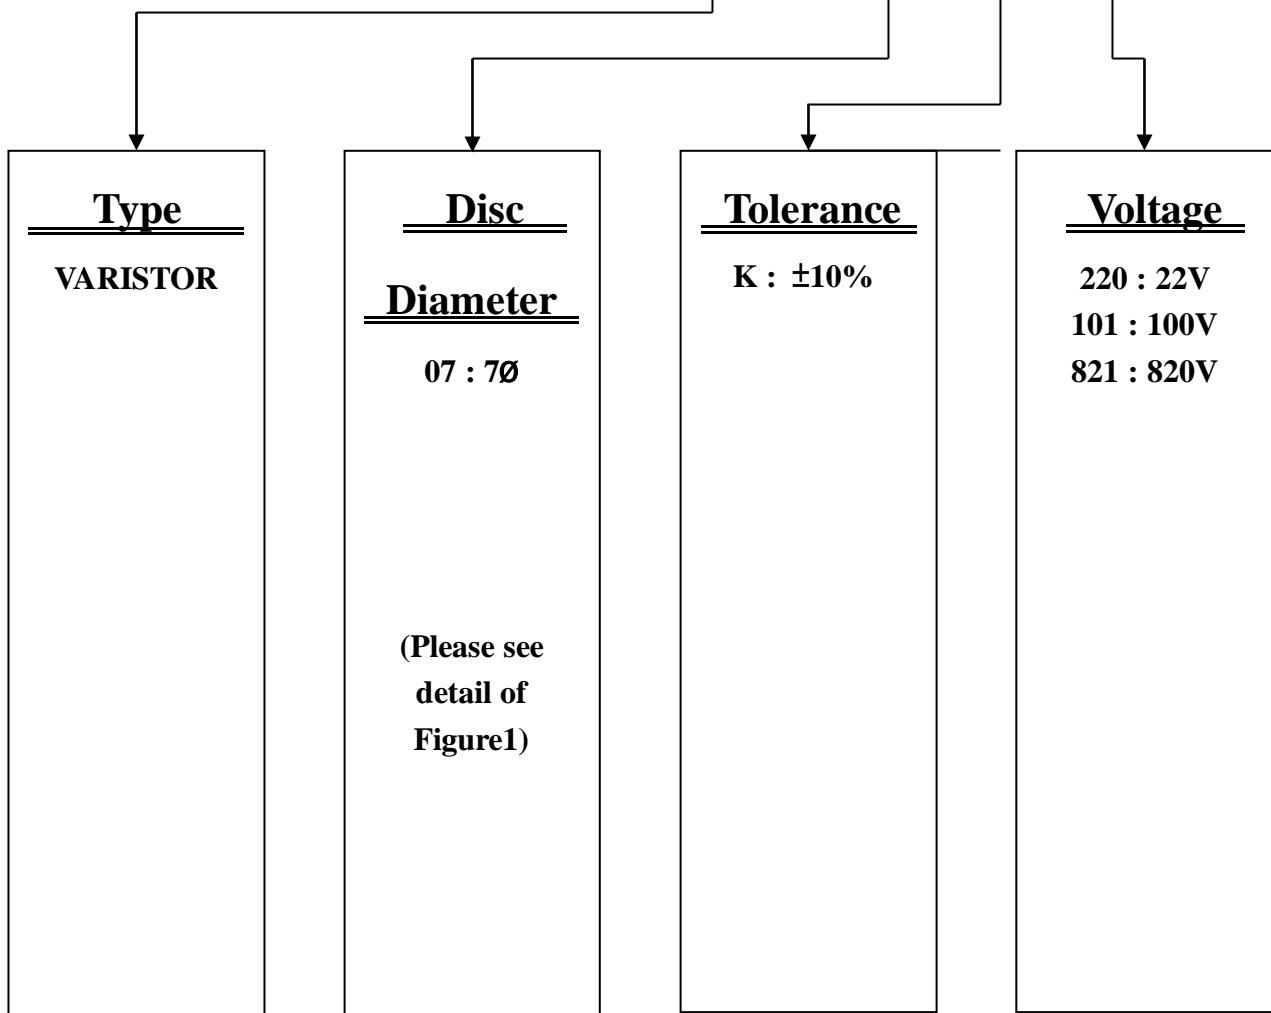 Type
VARISTOR
Disc
Diameter
07 : 7Ø
(Please see
detail of
Figure1)
Tolerance
K : ±10%
Voltage
220 : 22V
101 : 100V
821 : 820V